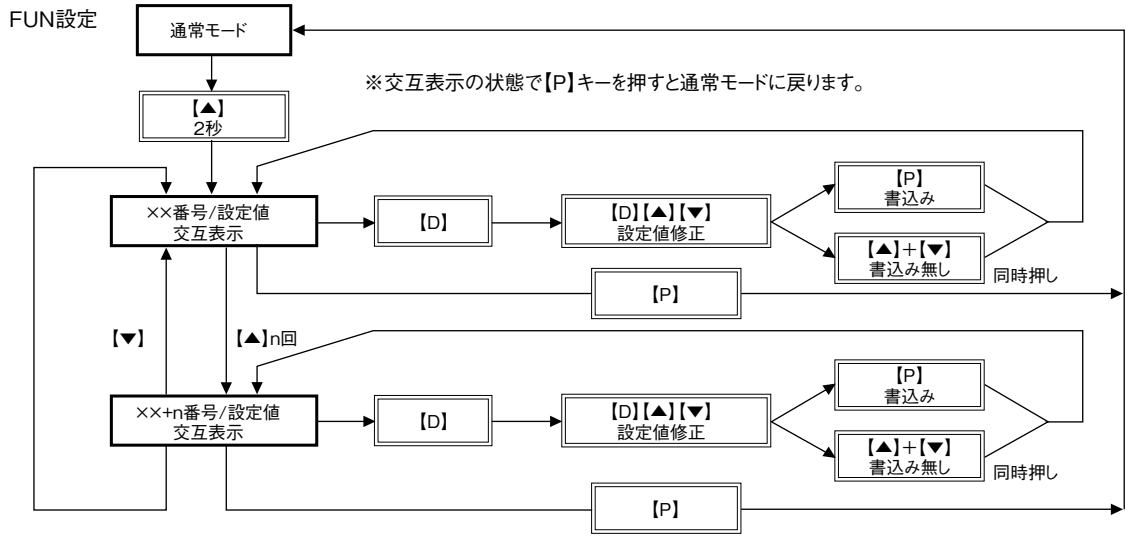 FUN設定
通常モード
※交互表示の状態で【P】キーを押すと通常モードに戻ります。
【▲】
2秒
××番号/設定値
交互表示
【D】
【D】【▲】【▼】
設定値修正
【P】
書込み
【▲】＋【▼】
書込み無し
同時押し
【P】
【▼】
【▲】n回
××+n番号/設定値
交互表示
【D】
【D】【▲】【▼】
設定値修正
【P】
書込み
【▲】＋【▼】
書込み無し
同時押し
【P】